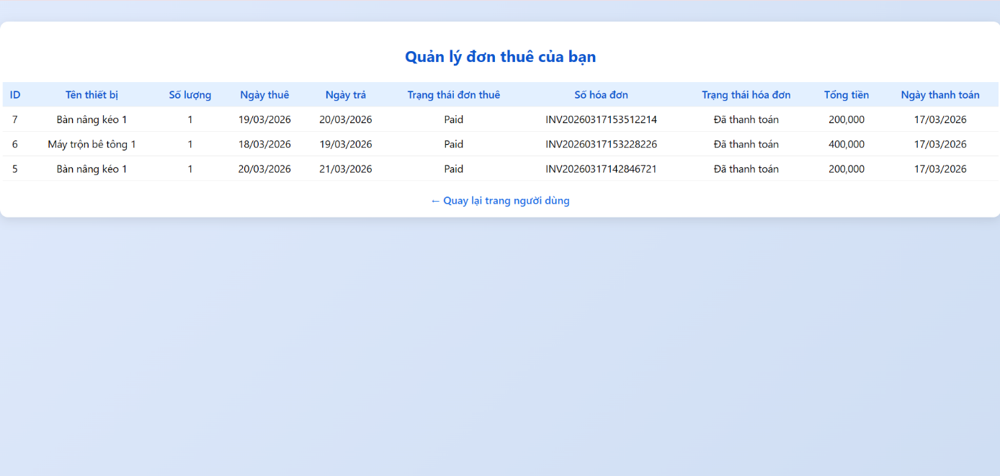 Quản lý đơn thuê của bạn
ID Tên thiết bị Số lượng Ngày thuê Ngày trả Trạng thái đơn thuê Số hóa đơn Trạng thái hóa đơn Tổng tiền Ngày thanh toán
7 Bàn nâng kéo 1 1 19/03/2026 20/03/2026 Paid INV20260317153512214 Đã thanh toán 200,000 17/03/2026
6 Máy trộn bê tông 1 1 18/03/2026 19/03/2026 Paid INV20260317153228226 Đã thanh toán 400,000 17/03/2026
5 Bàn nâng kéo 1 1 20/03/2026 21/03/2026 Paid INV20260317142846721 Đã thanh toán 200,000 17/03/2026
← Quay lại trang người dùng